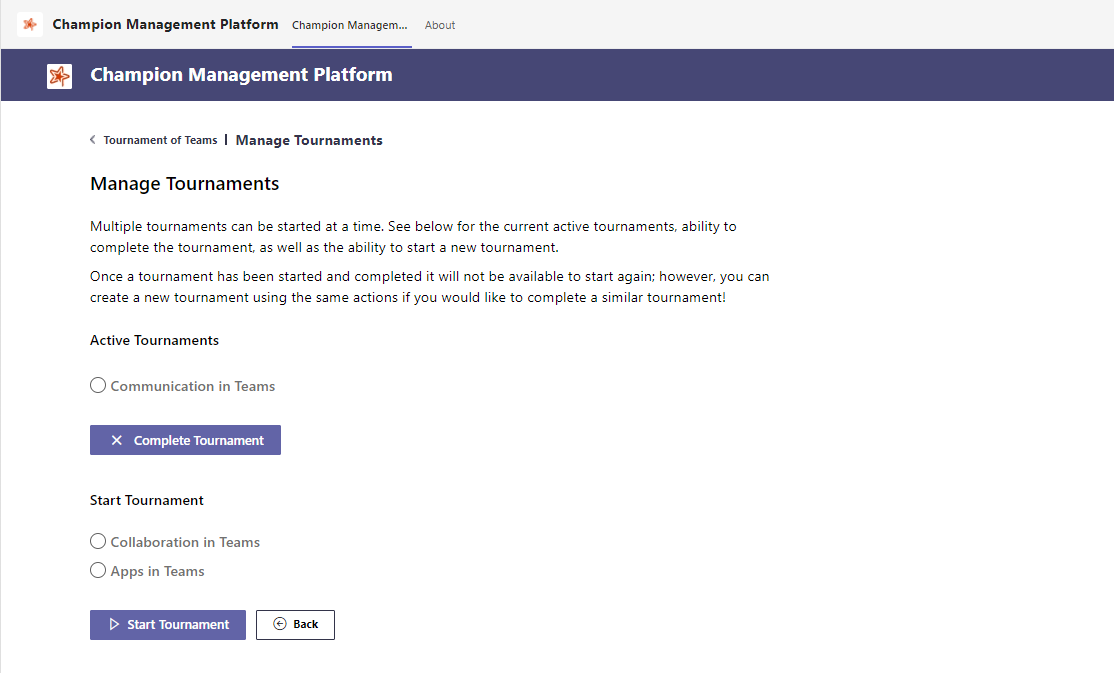 Champion Management Platform Champion Managem... About
Champion Management Platform
Tournament of Teams | Manage Tournaments
Manage Tournaments
Multiple tournaments can be started at a time. See below for the current active tournaments, ability to
complete the tournament, as well as the ability to start a new tournament.
Once a tournament has been started and completed it will not be available to start again; however, you can
create a new tournament using the same actions if you would like to complete a similar tournament!
Active Tournaments
Communication in Teams
Complete Tournament
Start Tournament
Collaboration in Teams
Apps in Teams
Start Tournament Back